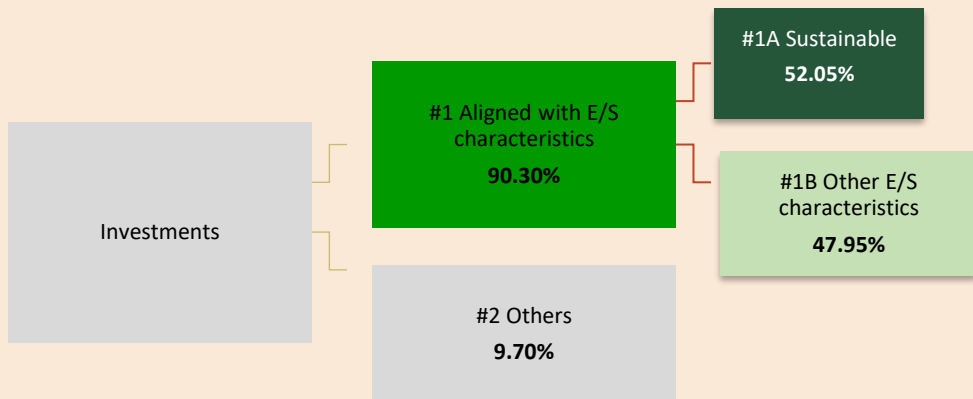 Investments
#1 Aligned with E/S
characteristics
90.30%
#2 Others
9.70%
#1A Sustainable
52.05%
#1B Other E/S
characteristics
47.95%